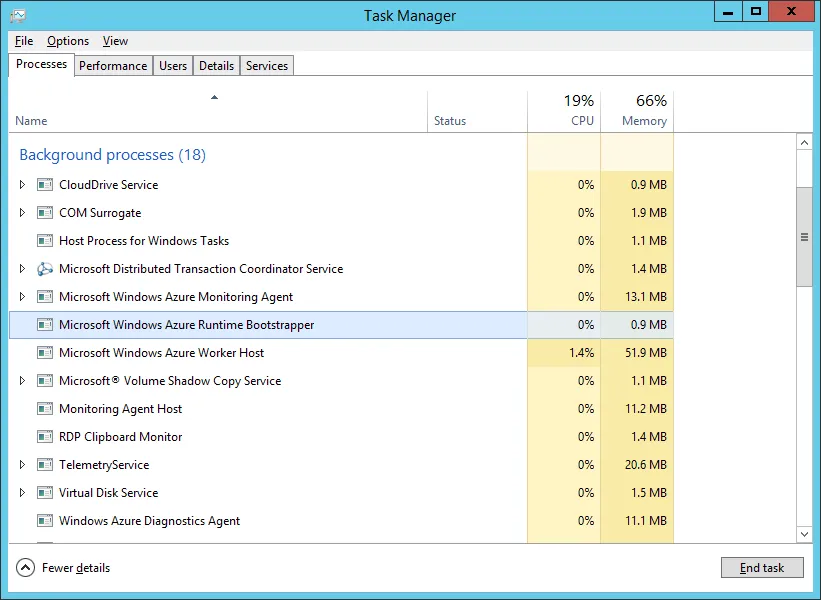 Task Manager
File Options View
Processes Performance Users Details Services
19% 66%
Name Status CPU Memory
Background processes (18)
CloudDrive Service 0% 0.9 MB
COM Surrogate 0% 1.9 MB
Host Process for Windows Tasks 0% 1.1 MB
Microsoft Distributed Transaction Coordinator Service 0% 1.4 MB
Microsoft Windows Azure Monitoring Agent 0% 13.1 MB
Microsoft Windows Azure Runtime Bootstrapper 0% 0.9 MB
Microsoft Windows Azure Worker Host 1.4% 51.9 MB
Microsoft® Volume Shadow Copy Service 0% 1.1 MB
Monitoring Agent Host 0% 11.2 MB
RDP Clipboard Monitor 0% 1.4 MB
TelemetryService 0% 20.6 MB
Virtual Disk Service 0% 1.5 MB
Windows Azure Diagnostics Agent 0% 11.1 MB
Fewer details End task